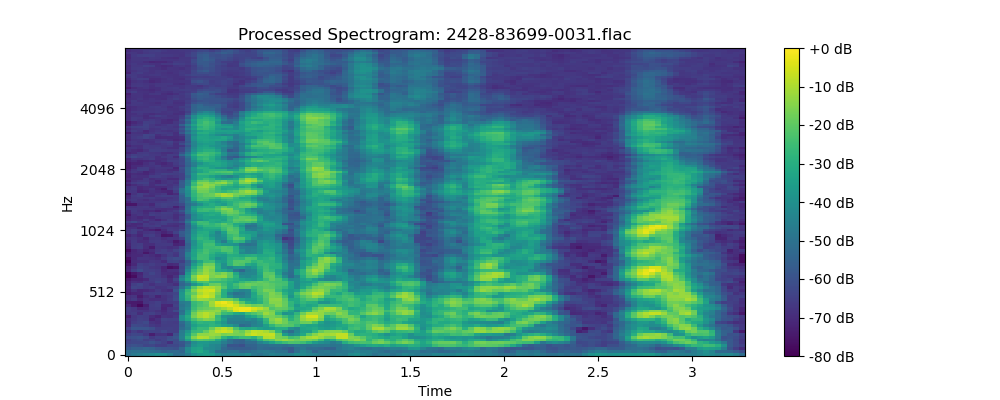 Processed Spectrogram: 2428-83699-0031.flac
Hz
4096
2048
1024
512
0
0 0.5 1 1.5 2 2.5 3
Time
+0 dB
-10 dB
-20 dB
-30 dB
-40 dB
-50 dB
-60 dB
-70 dB
-80 dB